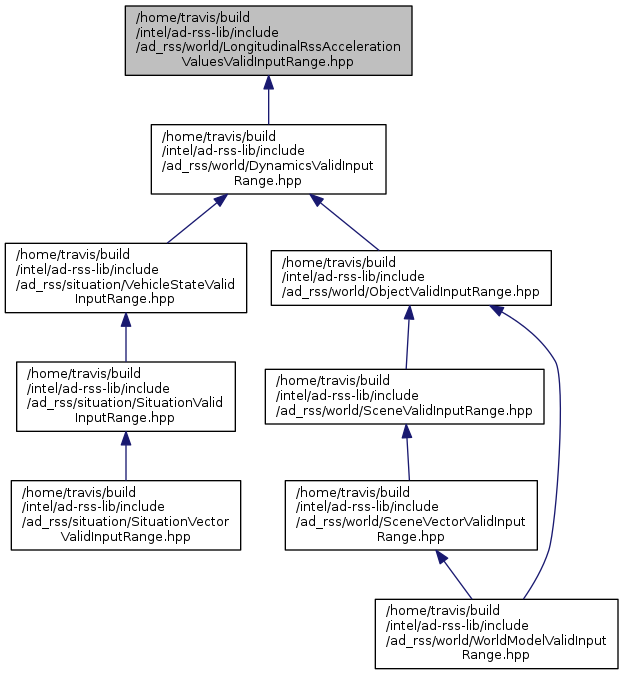 /home/travis/build
/intel/ad-rss-lib/include
/ad_rss/world/LongitudinalRssAcceleration
ValuesValidInputRange.hpp
/home/travis/build
/intel/ad-rss-lib/include
/ad_rss/world/DynamicsValidInput
Range.hpp
/home/travis/build
/intel/ad-rss-lib/include
/ad_rss/situation/VehicleStateValid
InputRange.hpp
/home/travis/build
/intel/ad-rss-lib/include
/ad_rss/world/ObjectValidInputRange.hpp
/home/travis/build
/intel/ad-rss-lib/include
/ad_rss/situation/SituationValid
InputRange.hpp
/home/travis/build
/intel/ad-rss-lib/include
/ad_rss/world/SceneValidInputRange.hpp
/home/travis/build
/intel/ad-rss-lib/include
/ad_rss/situation/SituationVector
ValidInputRange.hpp
/home/travis/build
/intel/ad-rss-lib/include
/ad_rss/world/SceneVectorValidInput
Range.hpp
/home/travis/build
/intel/ad-rss-lib/include
/ad_rss/world/WorldModelValidInput
Range.hpp